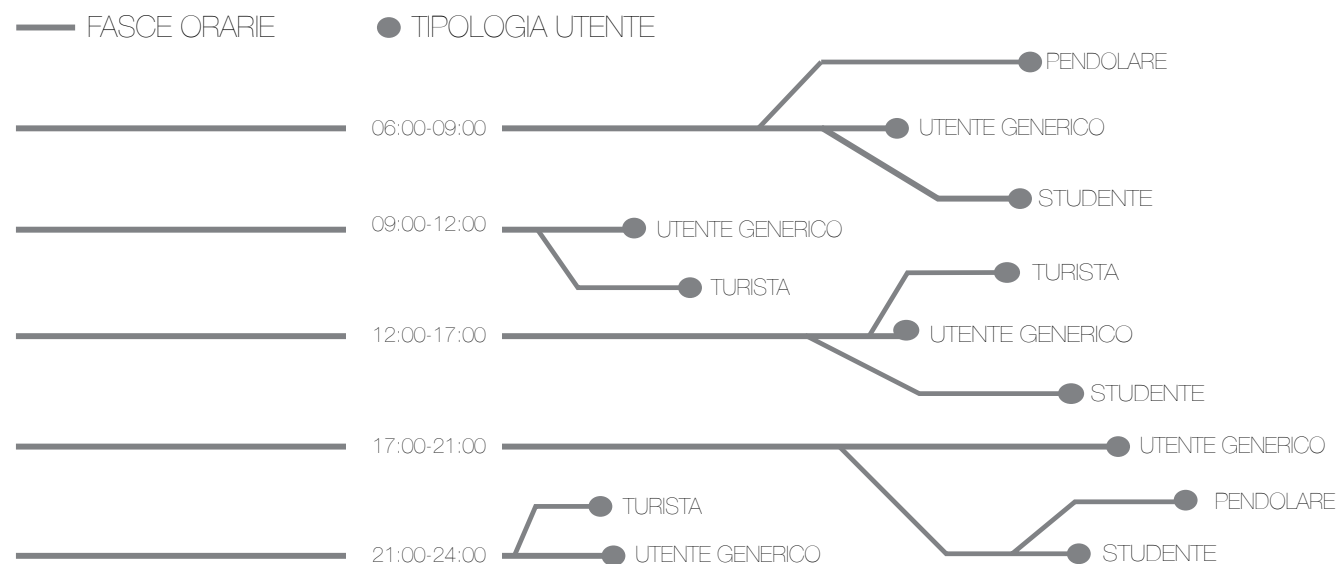 FASCE ORARIE
TIPOLOGIA UTENTE
PENDOLARE
06:00-09:00
UTENTE GENERICO
STUDENTE
09:00-12:00
UTENTE GENERICO
TURISTA
TURISTA
12:00-17:00
UTENTE GENERICO
STUDENTE
17:00-21:00
UTENTE GENERICO
PENDOLARE
STUDENTE
TURISTA
21:00-24:00
UTENTE GENERICO